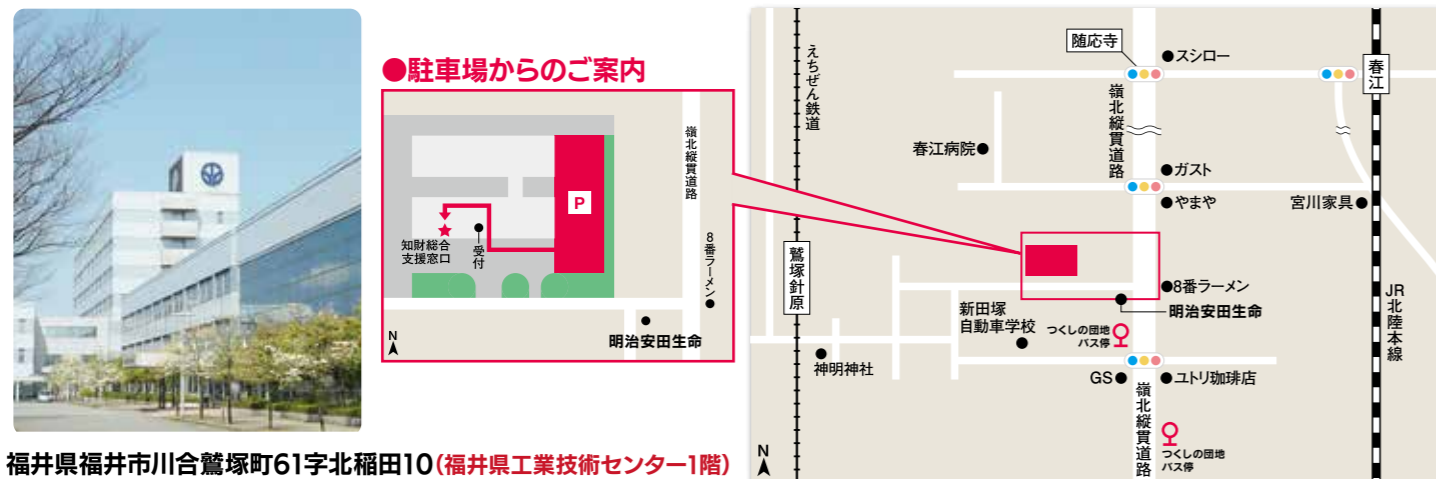 ●駐車場からのご案内
嶺北縦貫道路
P
知財総合
支援窓口
受付
8番ラーメン
明治安田生命
N
えちぜん鉄道
随応寺
スシロー
春江
嶺北縦貫道路
春江病院
ガスト
やまや
宮川家具
鷲塚針原
8番ラーメン
明治安田生命
新田塚
自動車学校
つくしの団地
バス停
JR北陸本線
神明神社
GS
ユトリ珈琲店
嶺北縦貫道路
つくしの団地
バス停
N
福井県福井市川合鷲塚町61字北稲田10(福井県工業技術センター1階)